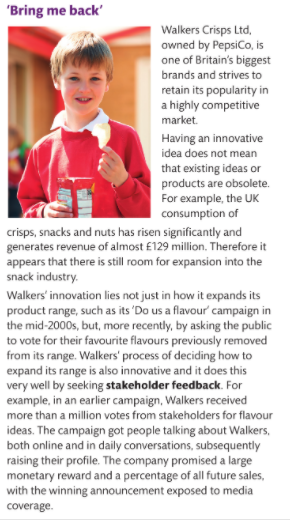 'Bring me back'
Walkers Crisps Ltd,
owned by PepsiCo, is
one of Britain's biggest
brands and strives to
retain its popularity in
a highly competitive
market.
Having an innovative
idea does not mean
that existing ideas or
products are obsolete.
For example, the UK
consumption of
crisps, snacks and nuts has risen significantly and
generates revenue of almost £129 million. Therefore it
appears that there is still room for expansion into the
snack industry.
Walkers' innovation lies not just in how it expands its
product range, such as its 'Do us a flavour' campaign in
the mid-2000s, but, more recently, by asking the public
to vote for their favourite flavours previously removed
from its range. Walkers' process of deciding how to
expand its range is also innovative and it does this
very well by seeking stakeholder feedback. For
example, in an earlier campaign, Walkers received
more than a million votes from stakeholders for flavour
ideas. The campaign got people talking about Walkers,
both online and in daily conversations, subsequently
raising their profile. The company promised a large
monetary reward and a percentage of all future sales,
with the winning announcement exposed to media
coverage.